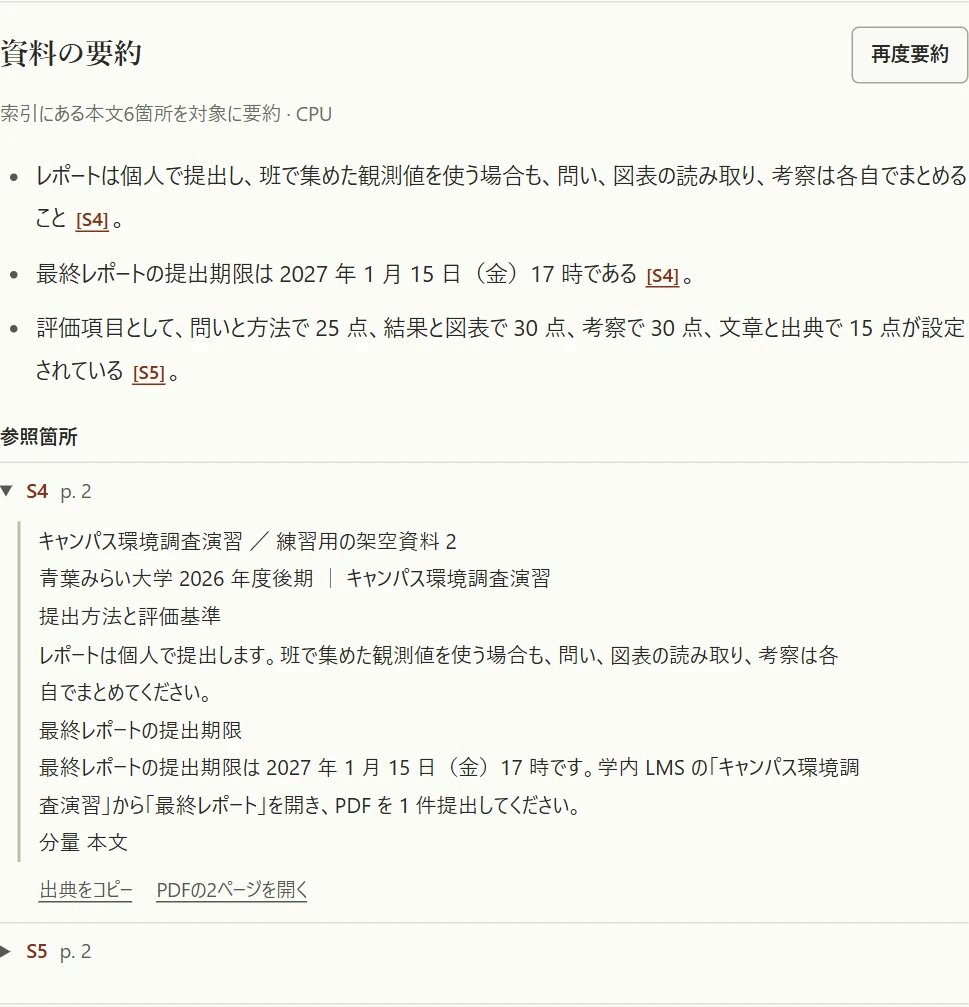 資料の要約
再度要約
索引にある本文6箇所を対象に要約 · CPU
レポートは個人で提出し、班で集めた観測値を使う場合も、問い、図表の読み取り、考察は各自でまとめる
こと [S4]。
最終レポートの提出期限は 2027 年 1 月 15 日（金）17 時である [S4]。
評価項目として、問いと方法で 25 点、結果と図表で 30 点、考察で 30 点、文章と出典で 15 点が設定
されている [S5]。
参照箇所
▼ S4 p. 2
キャンパス環境調査演習 ／ 練習用の架空資料 2
青葉みらい大学 2026 年度後期 ｜ キャンパス環境調査演習
提出方法と評価基準
レポートは個人で提出します。班で集めた観測値を使う場合も、問い、図表の読み取り、考察は各
自でまとめてください。
最終レポートの提出期限
最終レポートの提出期限は 2027 年 1 月 15 日（金）17 時です。学内 LMS の「キャンパス環境調
査演習」から「最終レポート」を開き、PDF を 1 件提出してください。
分量 本文
出典をコピー PDFの2ページを開く
▶ S5 p. 2